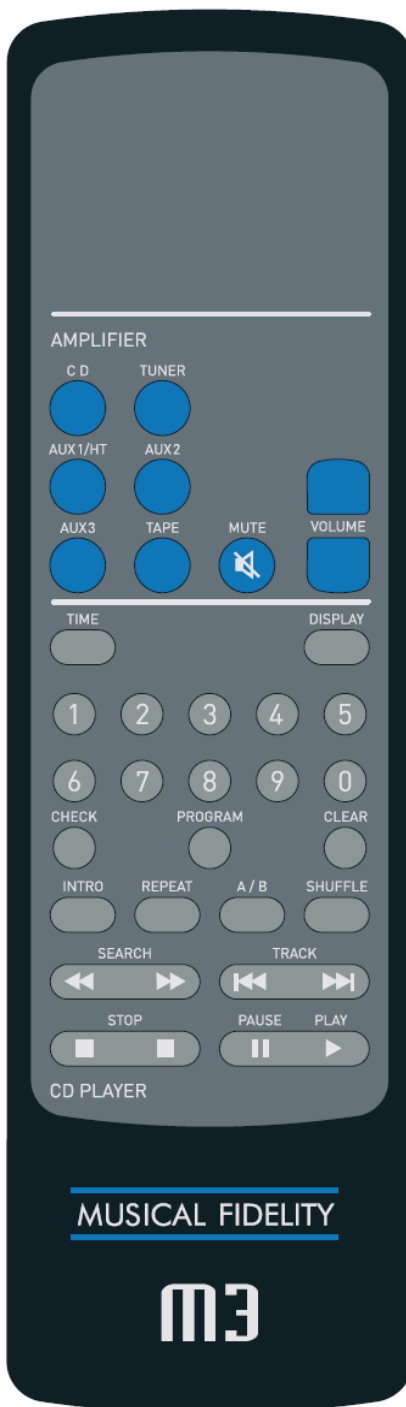 AMPLIFIER
CD TUNER
AUX1/HT AUX2
AUX3 TAPE MUTE VOLUME
TIME DISPLAY
1 2 3 4 5
6 7 8 9 0
CHECK PROGRAM CLEAR
INTRO REPEAT A / B SHUFFLE
SEARCH TRACK
STOP PAUSE PLAY
CD PLAYER
MUSICAL FIDELITY
m3